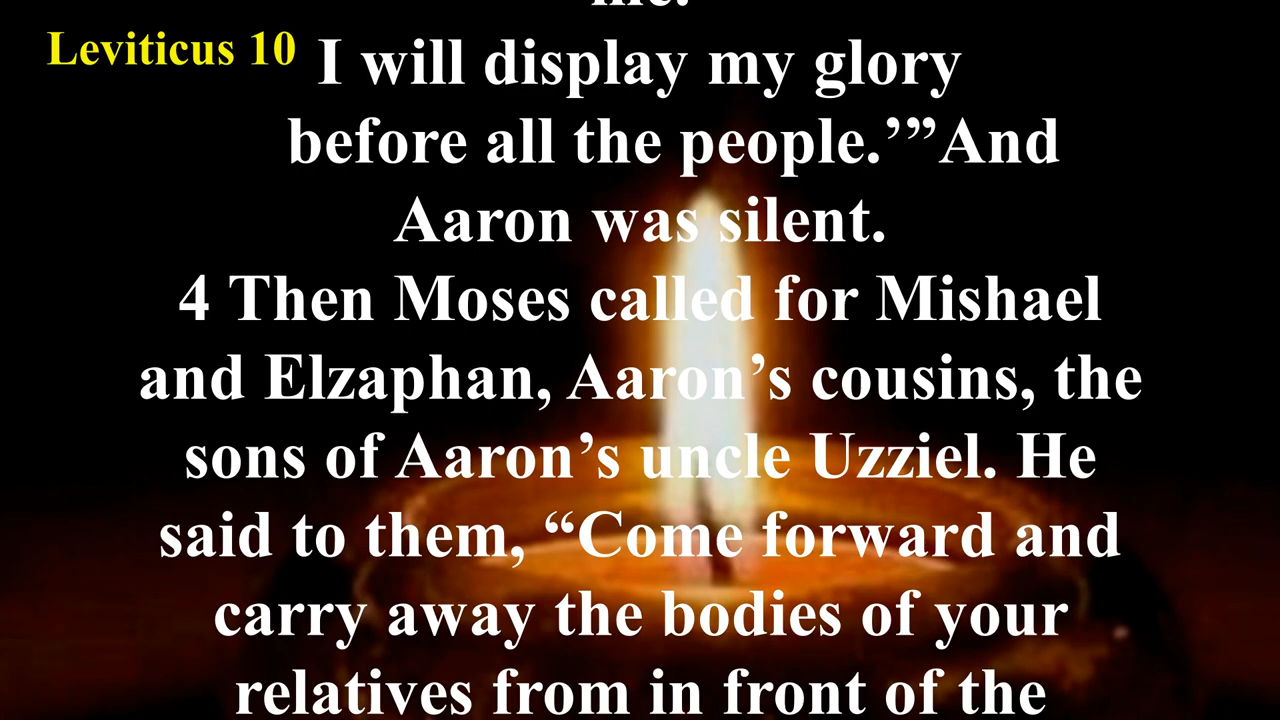 me.
Leviticus 10
I will display my glory
before all the people.’”And
Aaron was silent.
4 Then Moses called for Mishael
and Elzaphan, Aaron’s cousins, the
sons of Aaron’s uncle Uzziel. He
said to them, “Come forward and
carry away the bodies of your
relatives from in front of the